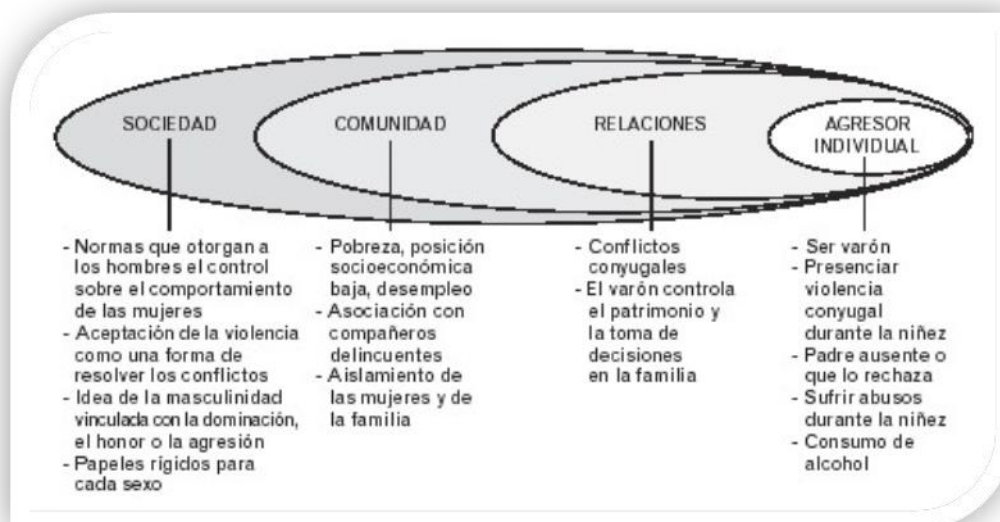 SOCIEDAD
COMUNIDAD
RELACIONES
AGRESOR
INDIVIDUAL
- Normas que otorgan a
los hombres el control
sobre el comportamiento
de las mujeres
- Aceptación de la violencia
como una forma de
resolver los conflictos
- Idea de la masculinidad
vinculada con la dominación,
el honor o la agresión
- Papeles rígidos para
cada sexo
- Pobreza, posición
socioeconómica
baja, desempleo
- Asociación con
compañeros
delincuentes
- Aislamiento de
las mujeres y de
la familia
- Conflictos
conyugales
- El varón controla
el patrimonio y
la toma de
decisiones
en la familia
- Ser varón
- Presenciar
violencia
conyugal
durante la niñez
- Padre ausente o
que lo rechaza
- Sufrir abusos
durante la niñez
- Consumo de
alcohol